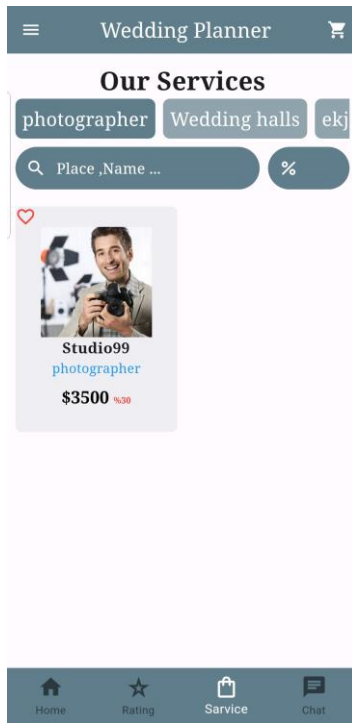 Wedding Planner
Our Services
photographer Wedding halls ekj
Place ,Name ... %
Studio99
photographer
$3500 %30
Home Rating Sarvice Chat